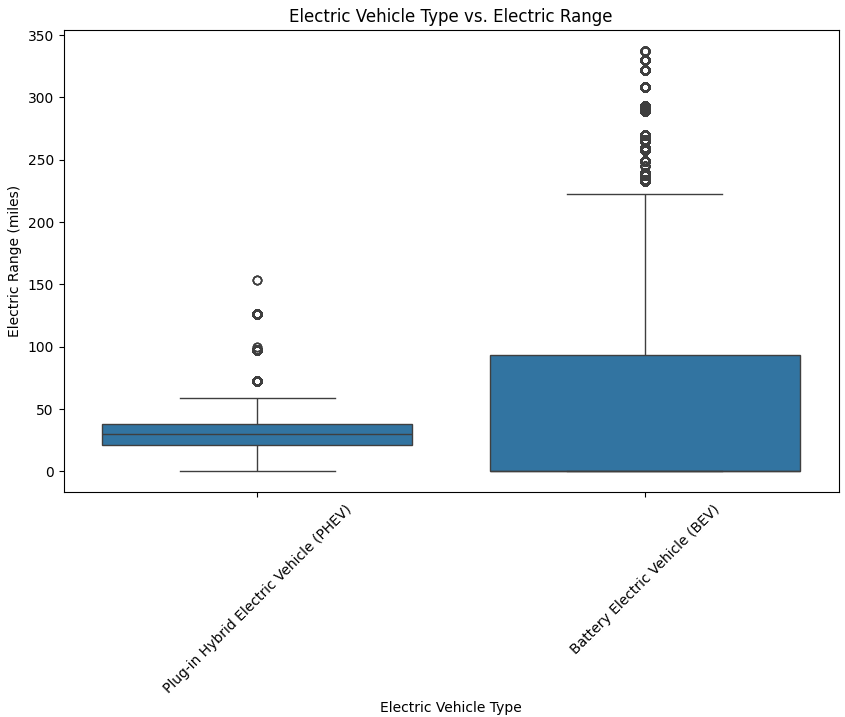 Electric Vehicle Type vs. Electric Range
Electric Range (miles)
350
300
250
200
150
100
50
0
Plug-in Hybrid Electric Vehicle (PHEV)
Battery Electric Vehicle (BEV)
Electric Vehicle Type